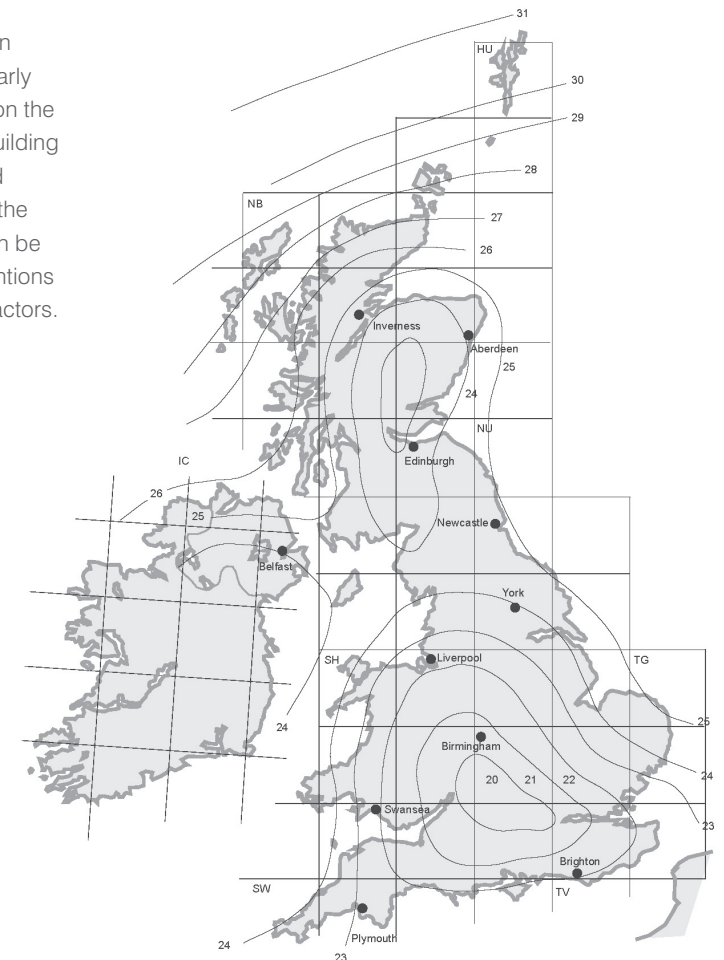 n
arly
on the
uilding
d
the
n be
ntions
actors.
31
HU
30
29
28
NB
27
26
Inverness
Aberdeen
25
24
NU
Edinburgh
IC
26
25
Newcastle
Belfast
York
SH
Liverpool
TG
24
25
Birmingham
20
21
22
24
Swansea
23
Brighton
SW
TV
Plymouth
24
23